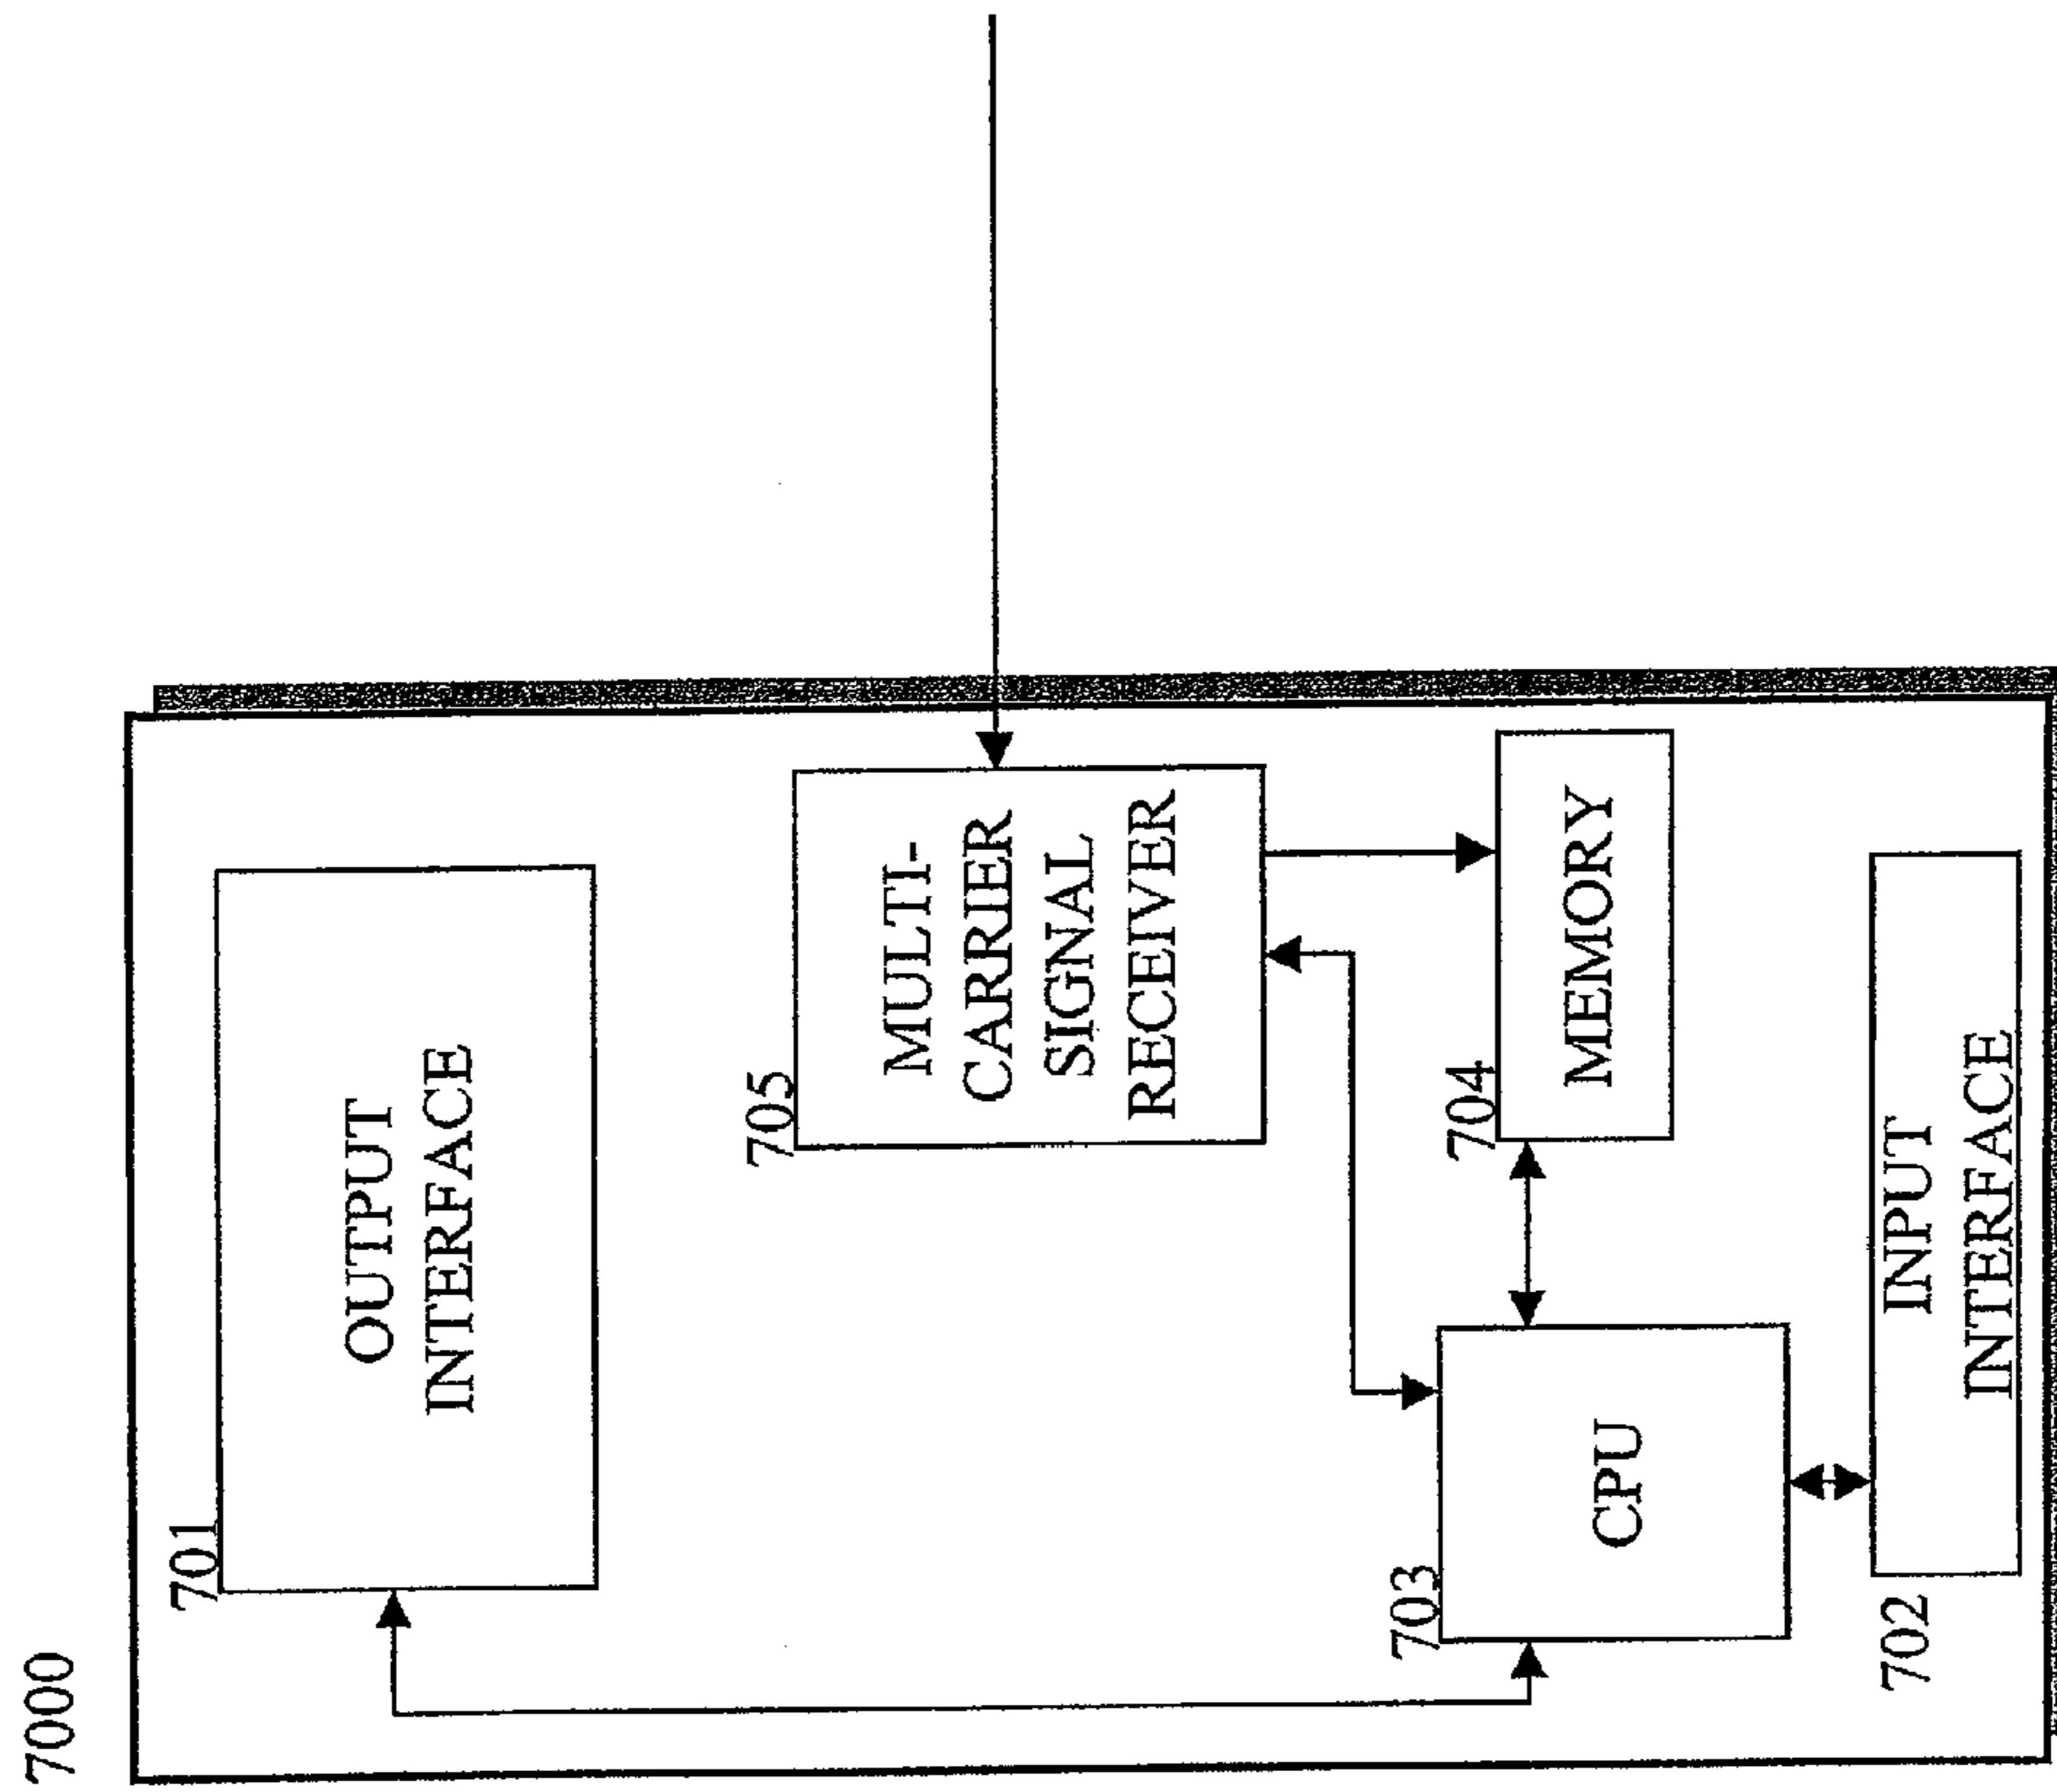 7000
701
OUTPUT
INTERFACE
705
MULTI-
CARRIER
SIGNAL
RECEIVER
703
CPU
704
MEMORY
702
INPUT
INTERFACE